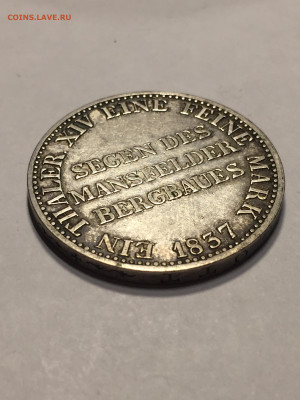 COINS.LAVE.RU
EIN THALER XIV EINE FEINE MARK
SEGEN DES
MANSFELDER
BERGBAUES
1837